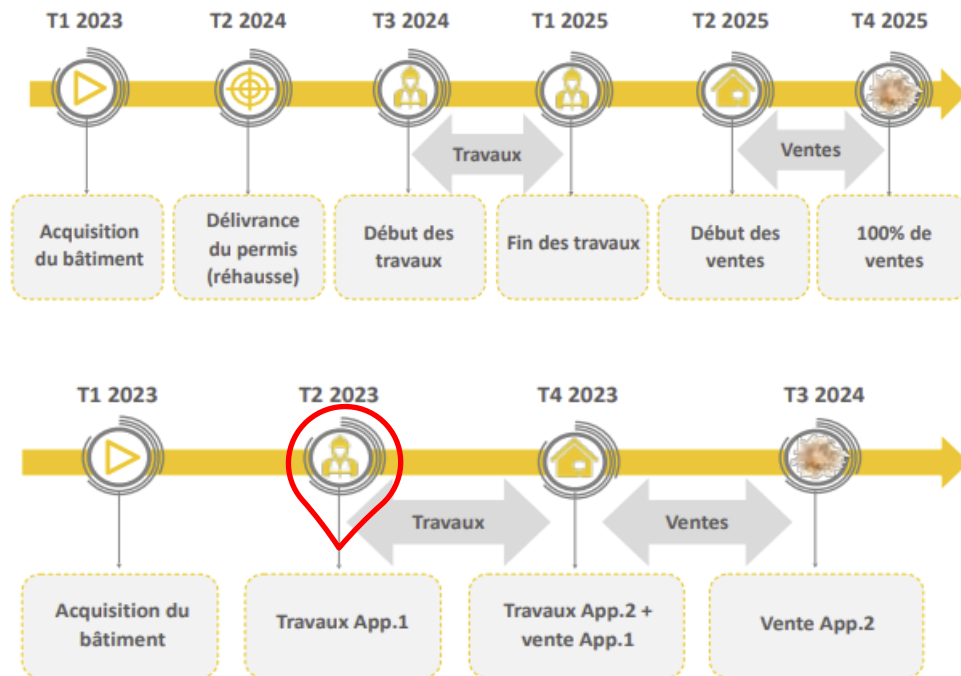 T1 2023
T2 2024
T3 2024
T1 2025
T2 2025
T4 2025
Travaux
Ventes
Acquisition
du bâtiment
Délivrance
du permis
(réhausse)
Début des
travaux
Fin des travaux
Début des
ventes
100% de
ventes
T1 2023
T2 2023
T4 2023
T3 2024
Travaux
Ventes
Acquisition du
bâtiment
Travaux App.1
Travaux App.2 +
vente App.1
Vente App.2